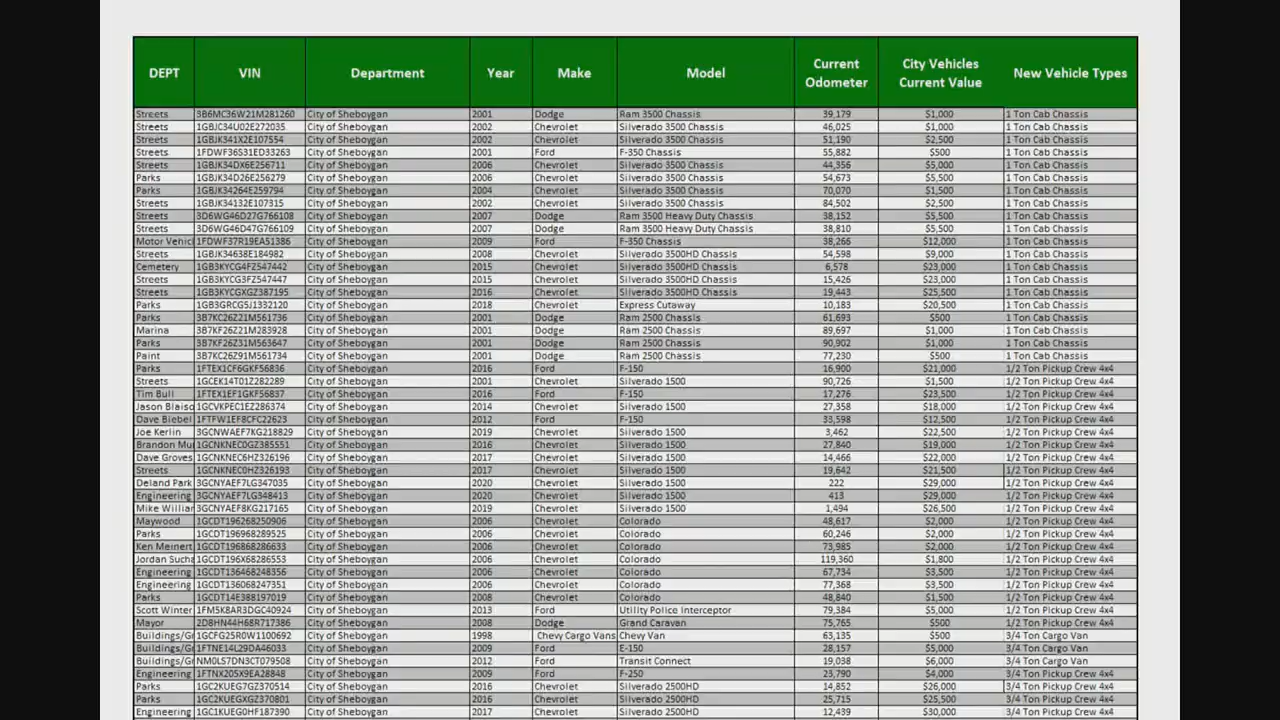 DEPT VIN Department Year Make Model Current Odometer City Vehicles Current Value New Vehicle Types
Streets 3B6MC36W21M281260 City of Sheboygan 2001 Dodge Ram 3500 Chassis 39,179 $1,000 1 Ton Cab Chassis
Streets 1GBJC34U02E272035 City of Sheboygan 2002 Chevrolet Silverado 3500 Chassis 46,025 $1,000 1 Ton Cab Chassis
Streets 1GBJK341X2E107554 City of Sheboygan 2002 Chevrolet Silverado 3500 Chassis 51,190 $2,500 1 Ton Cab Chassis
Streets 1FDWF36S31ED33263 City of Sheboygan 2001 Ford F-350 Chassis 55,882 $500 1 Ton Cab Chassis
Streets 1GBJK34DX6E256711 City of Sheboygan 2006 Chevrolet Silverado 3500 Chassis 44,356 $5,000 1 Ton Cab Chassis
Parks 1GBJK34D26E256279 City of Sheboygan 2006 Chevrolet Silverado 3500 Chassis 54,673 $5,500 1 Ton Cab Chassis
Parks 1GBJK34264E259794 City of Sheboygan 2004 Chevrolet Silverado 3500 Chassis 70,070 $1,500 1 Ton Cab Chassis
Streets 1GBJK34132E107315 City of Sheboygan 2002 Chevrolet Silverado 3500 Chassis 84,502 $2,500 1 Ton Cab Chassis
Streets 3D6WG46D27G766108 City of Sheboygan 2007 Dodge Ram 3500 Heavy Duty Chassis 38,152 $5,500 1 Ton Cab Chassis
Streets 3D6WG46D47G766109 City of Sheboygan 2007 Dodge Ram 3500 Heavy Duty Chassis 38,810 $5,500 1 Ton Cab Chassis
Motor Vehicl 1FDWF37R19EA51386 City of Sheboygan 2009 Ford F-350 Chassis 38,266 $12,000 1 Ton Cab Chassis
Streets 1GBJK34638E184982 City of Sheboygan 2008 Chevrolet Silverado 3500HD Chassis 54,598 $9,000 1 Ton Cab Chassis
Cemetery 1GB3KYCG4FZ547442 City of Sheboygan 2015 Chevrolet Silverado 3500HD Chassis 6,578 $23,000 1 Ton Cab Chassis
Streets 1GB3KYCG3FZ547447 City of Sheboygan 2015 Chevrolet Silverado 3500HD Chassis 15,426 $23,000 1 Ton Cab Chassis
Streets 1GB3KYCGXGZ387195 City of Sheboygan 2016 Chevrolet Silverado 3500HD Chassis 19,443 $25,500 1 Ton Cab Chassis
Parks 1GB3GRCG5J1332120 City of Sheboygan 2018 Chevrolet Express Cutaway 10,183 $20,500 1 Ton Cab Chassis
Parks 3B7KC26Z21M561736 City of Sheboygan 2001 Dodge Ram 2500 Chassis 61,693 $500 1 Ton Cab Chassis
Marina 3B7KF26Z21M283928 City of Sheboygan 2001 Dodge Ram 2500 Chassis 89,697 $1,000 1 Ton Cab Chassis
Parks 3B7KF26Z31M563647 City of Sheboygan 2001 Dodge Ram 2500 Chassis 90,902 $1,000 1 Ton Cab Chassis
Paint 3B7KC26Z91M561734 City of Sheboygan 2001 Dodge Ram 2500 Chassis 77,230 $500 1 Ton Cab Chassis
Parks 1FTEX1CF6GKF56836 City of Sheboygan 2016 Ford F-150 16,900 $21,000 1/2 Ton Pickup Crew 4x4
Streets 1GCEK14T01Z282289 City of Sheboygan 2001 Chevrolet Silverado 1500 90,726 $1,500 1/2 Ton Pickup Crew 4x4
Tim Bull 1FTEX1EF1GKF56837 City of Sheboygan 2016 Ford F-150 17,276 $23,500 1/2 Ton Pickup Crew 4x4
Jason Blaiso 1GCVKPEC1EZ286374 City of Sheboygan 2014 Chevrolet Silverado 1500 27,358 $18,000 1/2 Ton Pickup Crew 4x4
Dave Biebel 1FTFW1EF8CFC22623 City of Sheboygan 2012 Ford F-150 33,598 $12,500 1/2 Ton Pickup Crew 4x4
Joe Kerlin 3GCNWAEF7KG218829 City of Sheboygan 2019 Chevrolet Silverado 1500 3,462 $22,500 1/2 Ton Pickup Crew 4x4
Brandon Mu 1GCNKNEC0GZ385551 City of Sheboygan 2016 Chevrolet Silverado 1500 27,840 $19,000 1/2 Ton Pickup Crew 4x4
Dave Groves 1GCNKNEC6HZ326196 City of Sheboygan 2017 Chevrolet Silverado 1500 14,466 $22,000 1/2 Ton Pickup Crew 4x4
Streets 1GCNKNEC0HZ326193 City of Sheboygan 2017 Chevrolet Silverado 1500 19,642 $21,500 1/2 Ton Pickup Crew 4x4
Deland Park 3GCNYAEF7LG347035 City of Sheboygan 2020 Chevrolet Silverado 1500 222 $29,000 1/2 Ton Pickup Crew 4x4
Engineering 3GCNYAEF7LG348413 City of Sheboygan 2020 Chevrolet Silverado 1500 413 $29,000 1/2 Ton Pickup Crew 4x4
Mike Willian 3GCNYAEF8KG217165 City of Sheboygan 2019 Chevrolet Silverado 1500 1,494 $26,500 1/2 Ton Pickup Crew 4x4
Maywood 1GCDT196268250906 City of Sheboygan 2006 Chevrolet Colorado 48,617 $2,000 1/2 Ton Pickup Crew 4x4
Parks 1GCDT196968289525 City of Sheboygan 2006 Chevrolet Colorado 60,246 $2,000 1/2 Ton Pickup Crew 4x4
Ken Meinert 1GCDT196868286633 City of Sheboygan 2006 Chevrolet Colorado 73,985 $2,000 1/2 Ton Pickup Crew 4x4
Jordan Sucha 1GCDT196X68286553 City of Sheboygan 2006 Chevrolet Colorado 119,360 $1,800 1/2 Ton Pickup Crew 4x4
Engineering 1GCDT136468248356 City of Sheboygan 2006 Chevrolet Colorado 67,734 $3,500 1/2 Ton Pickup Crew 4x4
Engineering 1GCDT136068247351 City of Sheboygan 2006 Chevrolet Colorado 77,368 $3,500 1/2 Ton Pickup Crew 4x4
Parks 1GCDT14E388197019 City of Sheboygan 2008 Chevrolet Colorado 48,840 $1,500 1/2 Ton Pickup Crew 4x4
Scott Winter 1FM5K8AR3DGC40924 City of Sheboygan 2013 Ford Utility Police Interceptor 79,384 $5,000 1/2 Ton Pickup Crew 4x4
Mayor 2D8HN44H68R717386 City of Sheboygan 2008 Dodge Grand Caravan 75,765 $500 1/2 Ton Pickup Crew 4x4
Buildings/Gr 1GCFG25R0W1100692 City of Sheboygan 1998 Chevy Cargo Vans Chevy Van 63,135 $500 3/4 Ton Cargo Van
Buildings/Gr 1FTNE14L29DA46033 City of Sheboygan 2009 Ford E-150 28,157 $5,000 3/4 Ton Cargo Van
Buildings/Gr NM0LS7DN3CT079508 City of Sheboygan 2012 Ford Transit Connect 19,038 $6,000 3/4 Ton Cargo Van
Engineering 1FTNX205X9EA28848 City of Sheboygan 2009 Ford F-250 23,790 $4,000 3/4 Ton Pickup Crew 4x4
Parks 1GC2KUEG7GZ370514 City of Sheboygan 2016 Chevrolet Silverado 2500HD 14,852 $26,000 3/4 Ton Pickup Crew 4x4
Parks 1GC2KUEGXGZ370801 City of Sheboygan 2016 Chevrolet Silverado 2500HD 25,715 $25,500 3/4 Ton Pickup Crew 4x4
Engineering 1GC1KUEG0HF187390 City of Sheboygan 2017 Chevrolet Silverado 2500HD 12,439 $30,000 3/4 Ton Pickup Crew 4x4